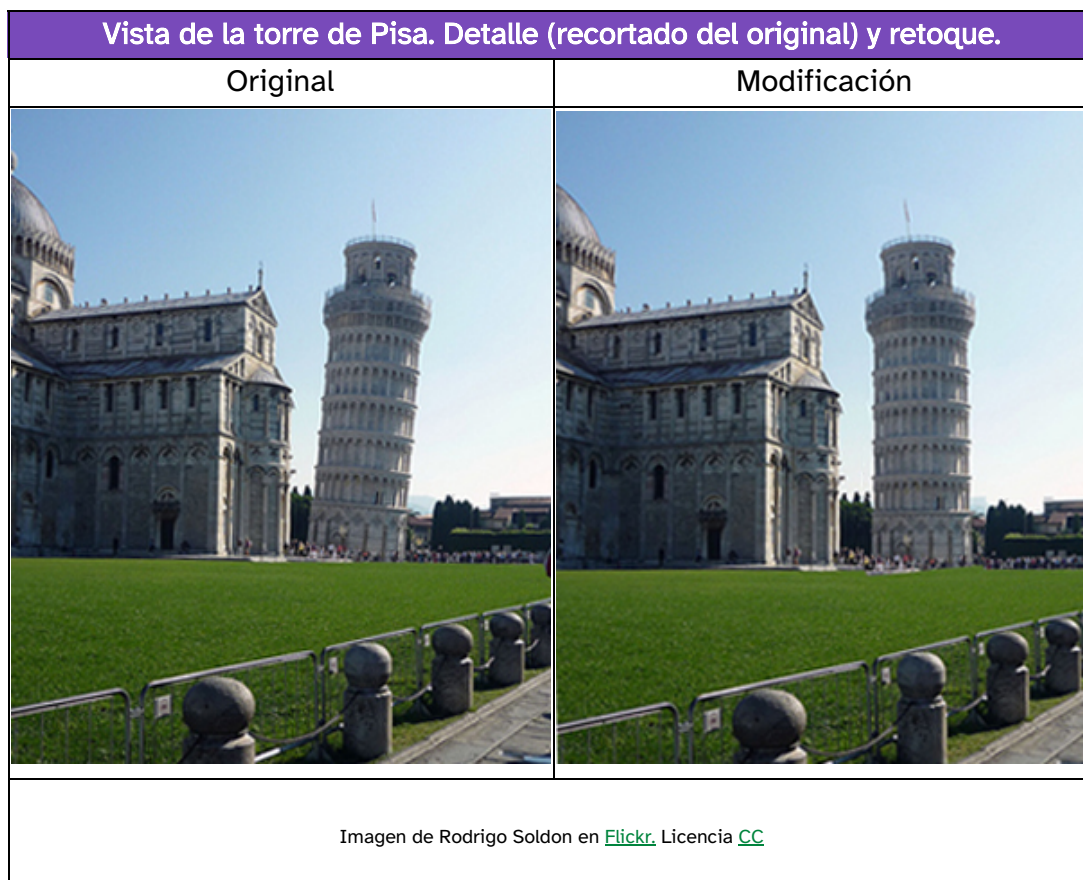 Vista de la torre de Pisa. Detalle (recortado del original) y retoque.
Original
Modificación
Imagen de Rodrigo Soldon en Flickr. Licencia CC